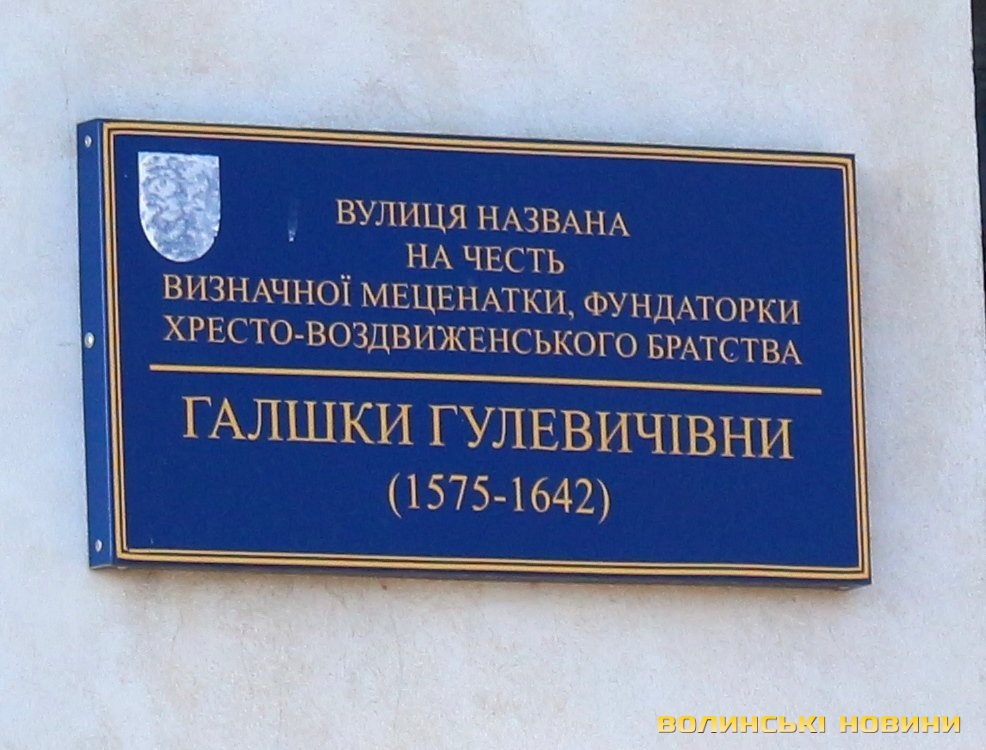 ВУЛИЦЯ НАЗВАНА
НА ЧЕСТЬ
ВИЗНАЧНОЇ МЕЦЕНАТКИ, ФУНДАТОРКИ
ХРЕСТО-ВОЗДВИЖЕНСЬКОГО БРАТСТВА
ГАЛШКИ ГУЛЕВИЧІВНИ
(1575-1642)
ВОЛИНСЬКІ НОВИНИ